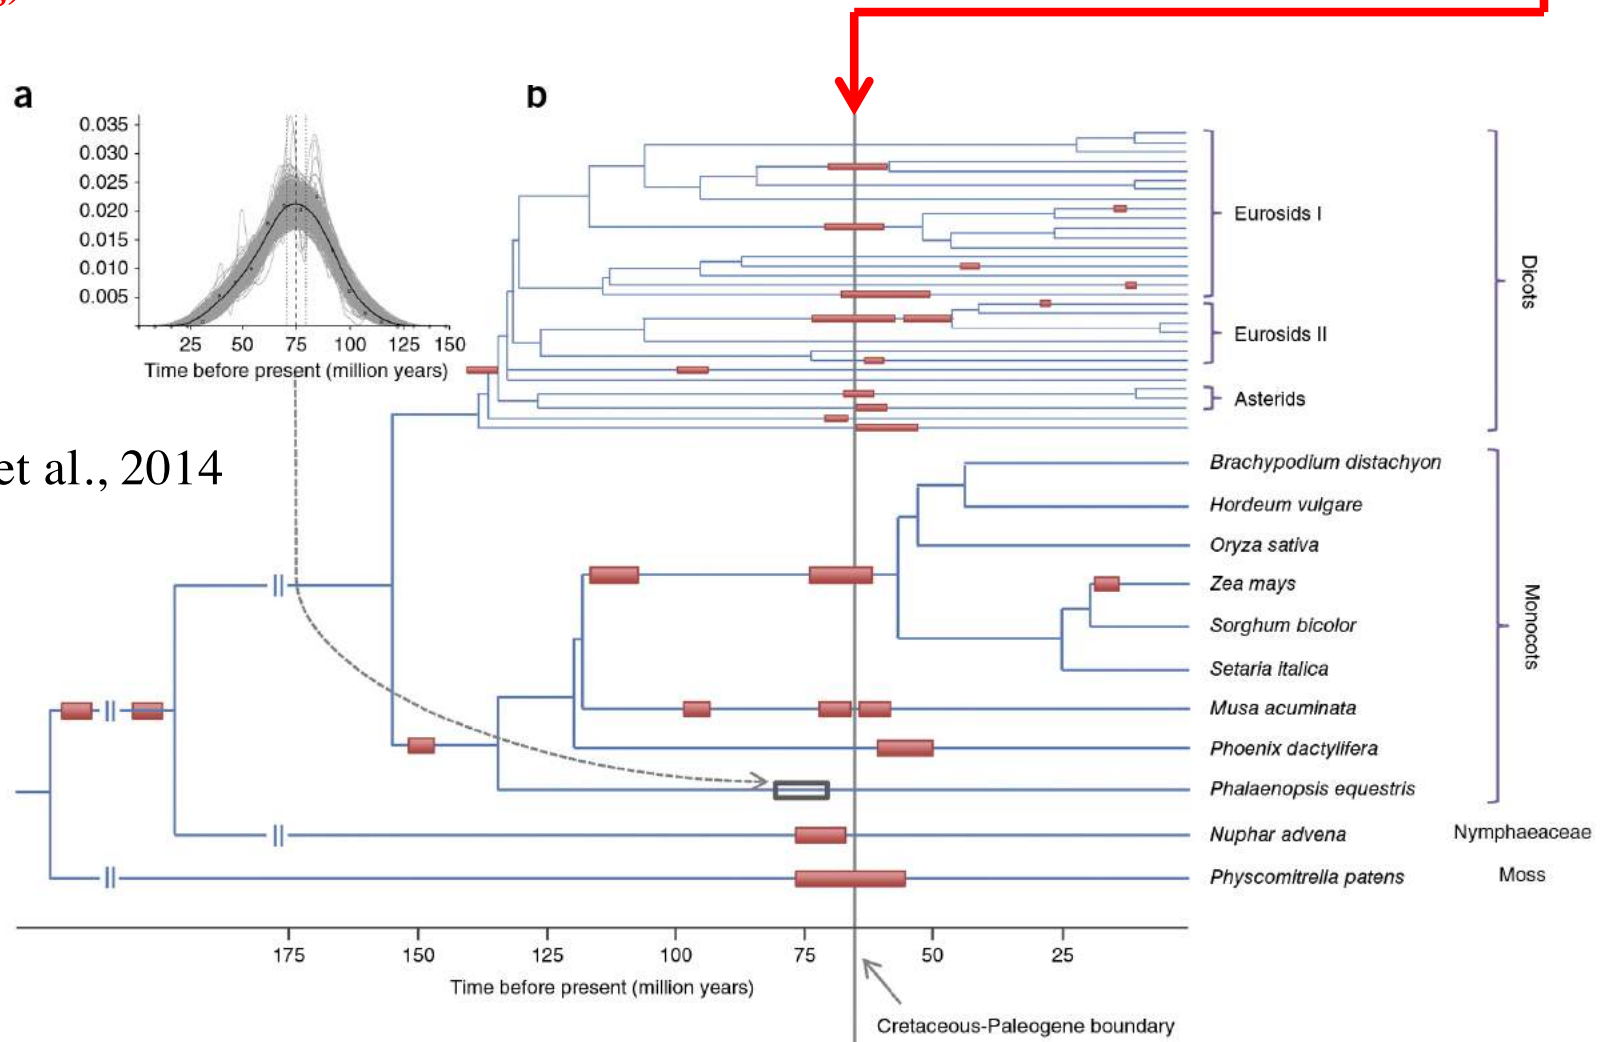 a
b
0.035
0.030
0.025
0.020
0.015
0.010
0.005
25 50 75 100 125 150
Time before present (million years)
et al., 2014
Eurosids I
Eurosids II
Asterids
Dicots
Brachypodium distachyon
Hordeum vulgare
Oryza sativa
Zea mays
Sorghum bicolor
Setaria italica
Musa acuminata
Phoenix dactylifera
Phalaenopsis equestris
Monocots
Nuphar advena Nymphaeaceae
Physcomitrella patens Moss
175 150 125 100 75 50 25
Time before present (million years)
Cretaceous-Paleogene boundary